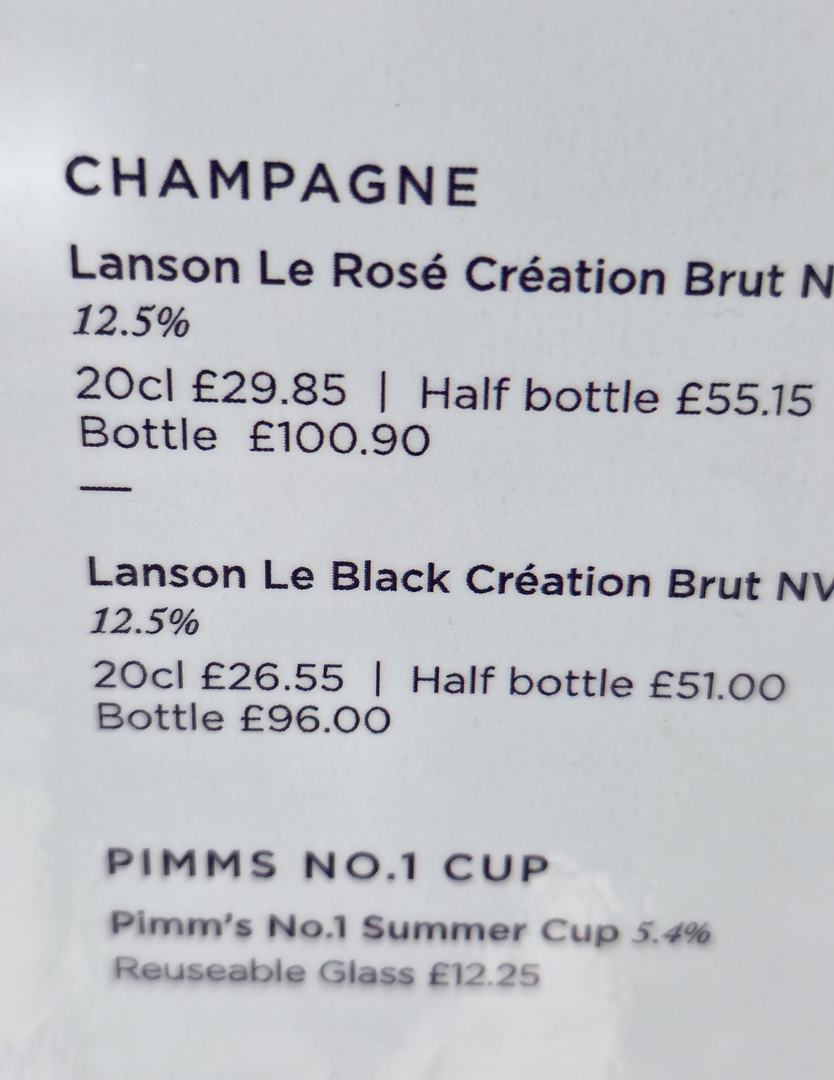 CHAMPAGNE
Lanson Le Rosé Création Brut N
12.5%
20cl £29.85 | Half bottle £55.15
Bottle £100.90
Lanson Le Black Création Brut NV
12.5%
20cl £26.55 | Half bottle £51.00
Bottle £96.00
PIMMS NO.1 CUP
Pimm's No.1 Summer Cup 5.4%
Reuseable Glass £12.25